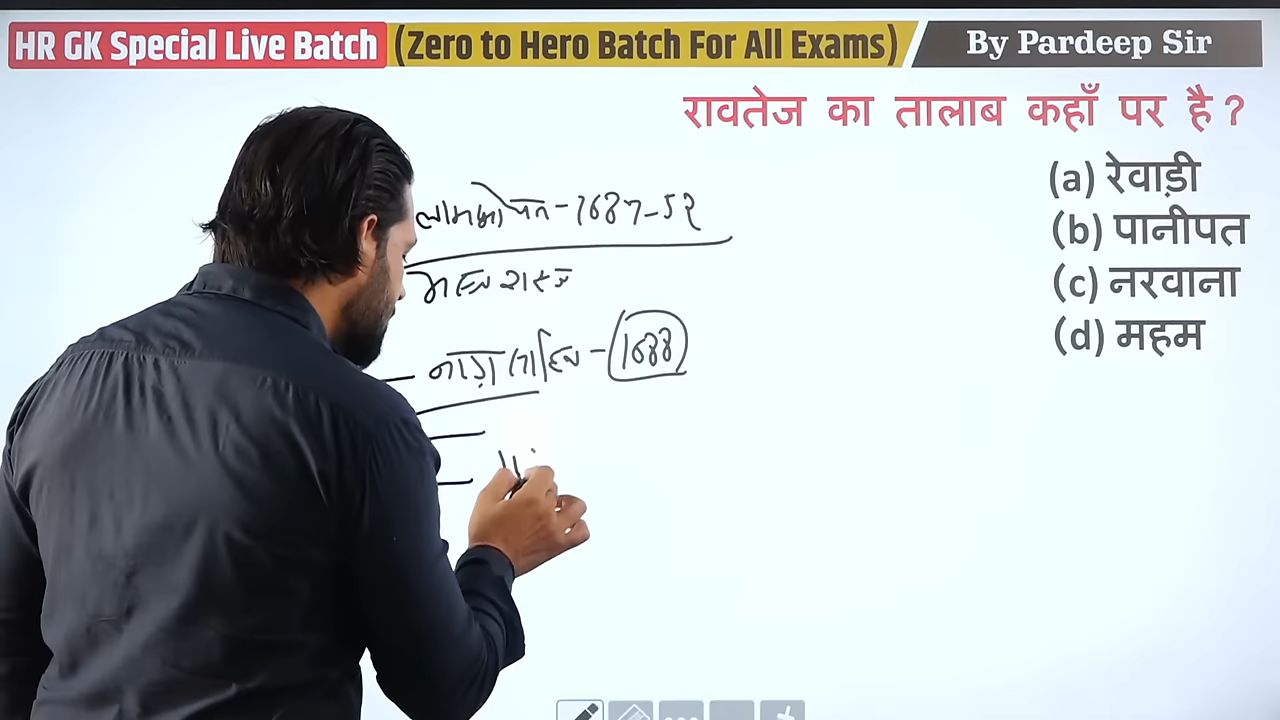 HR GK Special Live Batch (Zero to Hero Batch For All Exams) By Pardeep Sir
रावतेज का तालाब कहाँ पर है ?
(a) रेवाड़ी
(b) पानीपत
(c) नरवाना
(d) महम
1687-52
नाड़ा साहिब - 1688